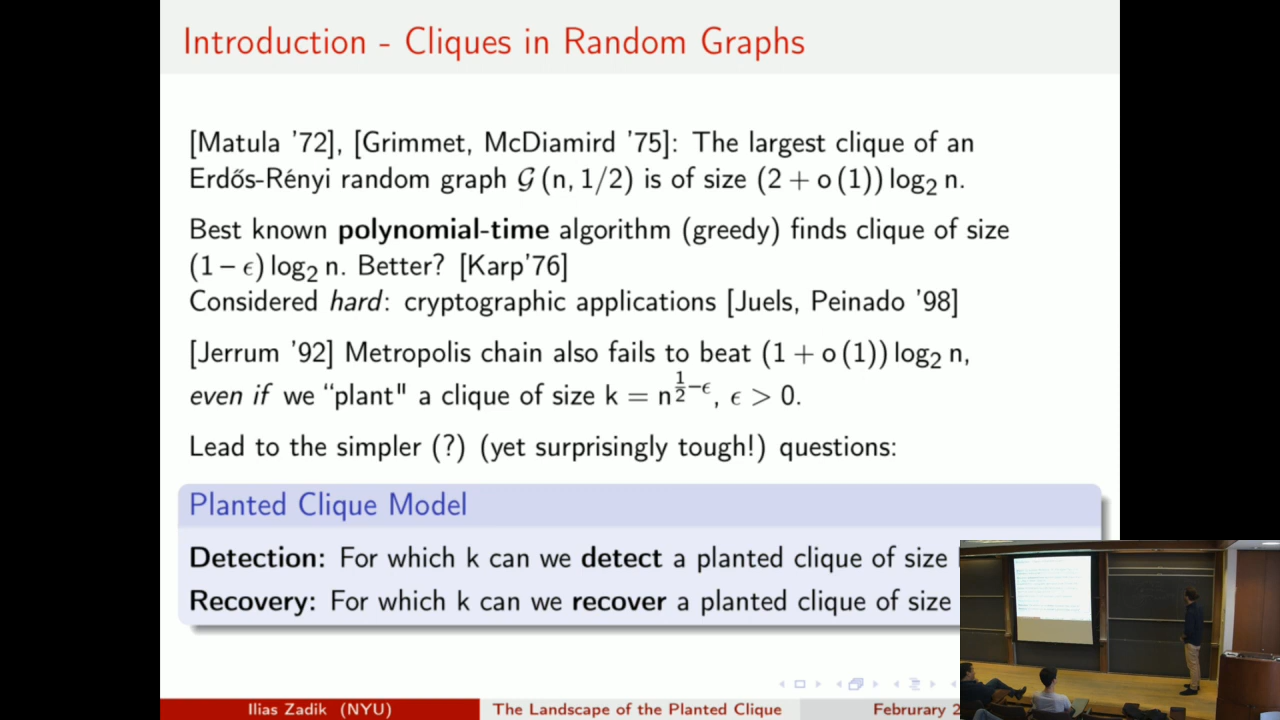 Introduction - Cliques in Random Graphs
[Matula '72], [Grimmet, McDiamird '75]: The largest clique of an
Erdős-Rényi random graph 𝒢 (n, 1/2) is of size (2 + o (1)) log₂ n.
Best known polynomial-time algorithm (greedy) finds clique of size
(1 − ϵ) log₂ n. Better? [Karp'76]
Considered hard: cryptographic applications [Juels, Peinado '98]
[Jerrum '92] Metropolis chain also fails to beat (1 + o (1)) log₂ n,
even if we "plant" a clique of size k = n^{1/2−ϵ}, ϵ > 0.
Lead to the simpler (?) (yet surprisingly tough!) questions:
Planted Clique Model
Detection: For which k can we detect a planted clique of size
Recovery: For which k can we recover a planted clique of size
Ilias Zadik (NYU)
The Landscape of the Planted Clique
Februrary 2